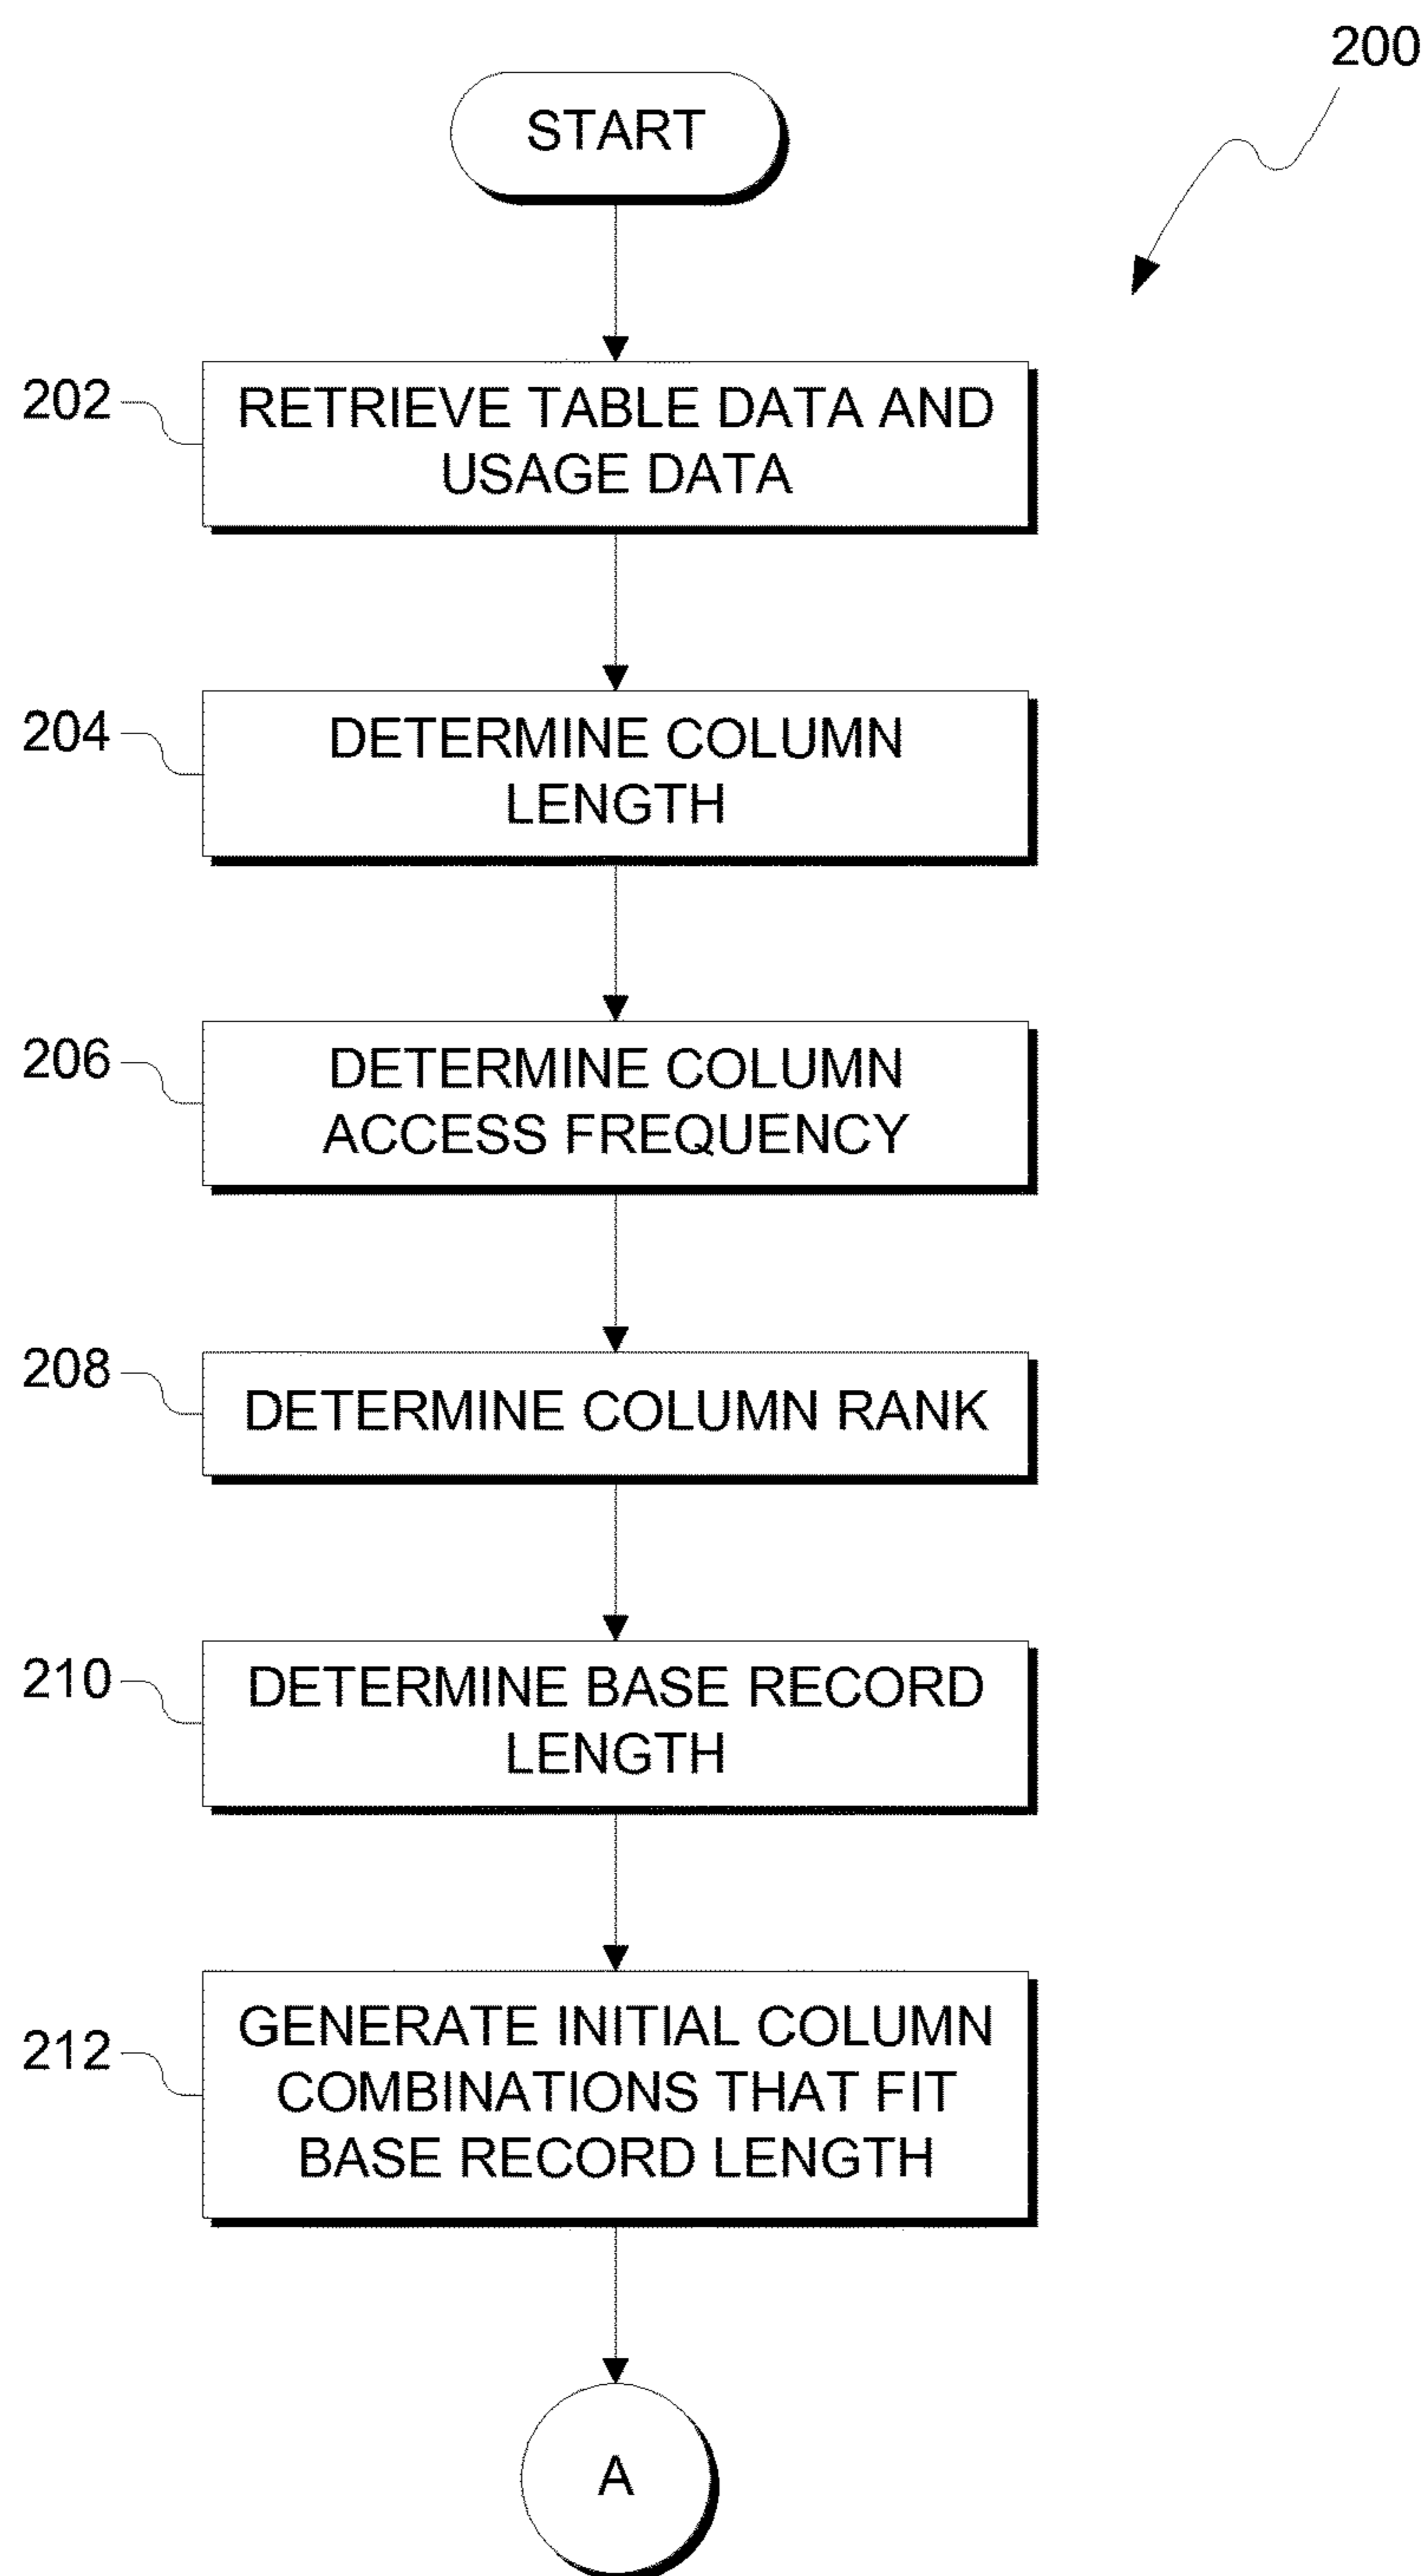 200
START
202
RETRIEVE TABLE DATA AND
USAGE DATA
204
DETERMINE COLUMN
LENGTH
206
DETERMINE COLUMN
ACCESS FREQUENCY
208
DETERMINE COLUMN RANK
210
DETERMINE BASE RECORD
LENGTH
212
GENERATE INITIAL COLUMN
COMBINATIONS THAT FIT
BASE RECORD LENGTH
A